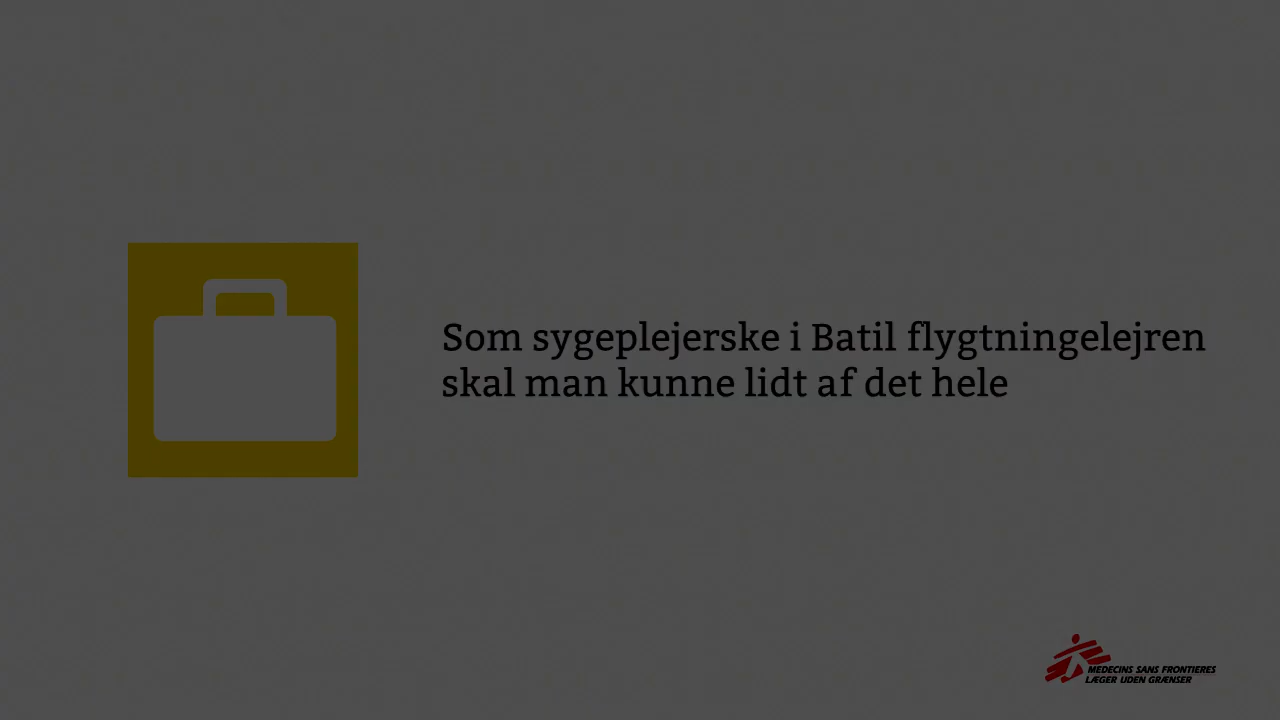 Som sygeplejerske i Batil flygtningelejren
skal man kunne lidt af det hele
MEDECINS SANS FRONTIERES
LÆGER UDEN GRÆNSER